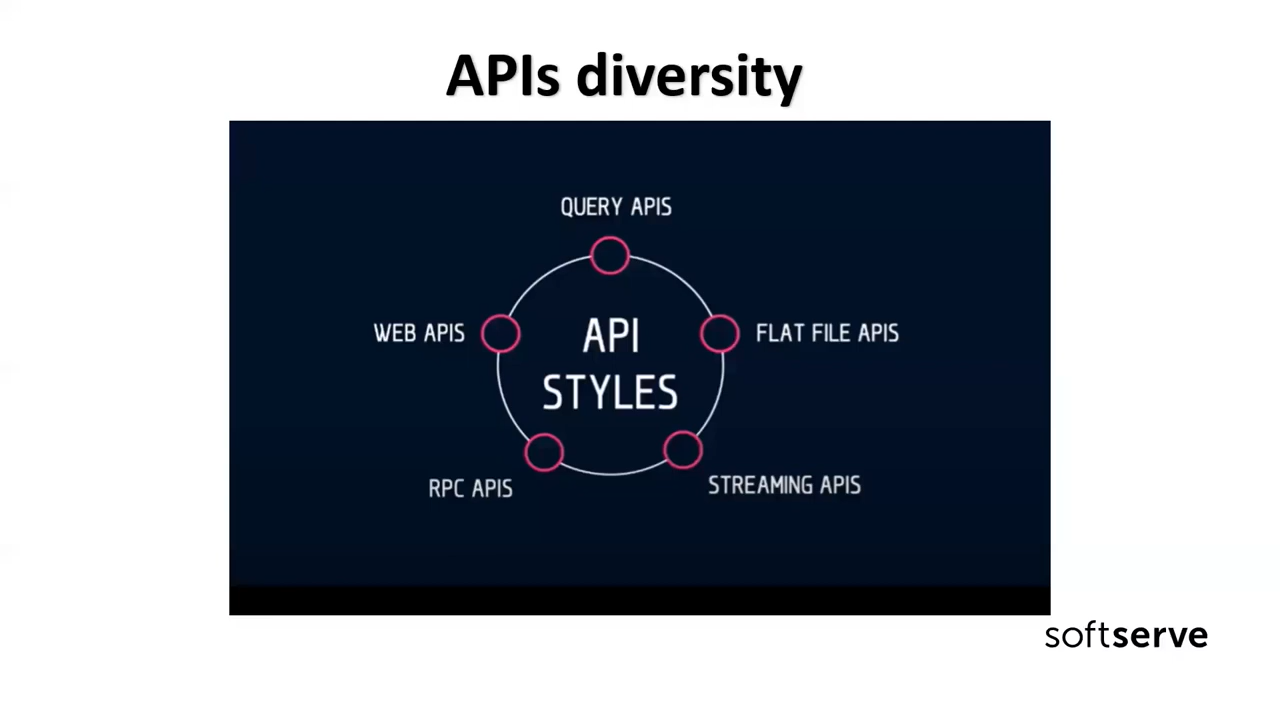 APIs diversity
QUERY APIS
WEB APIS
FLAT FILE APIS
API
STYLES
RPC APIS
STREAMING APIS
softserve